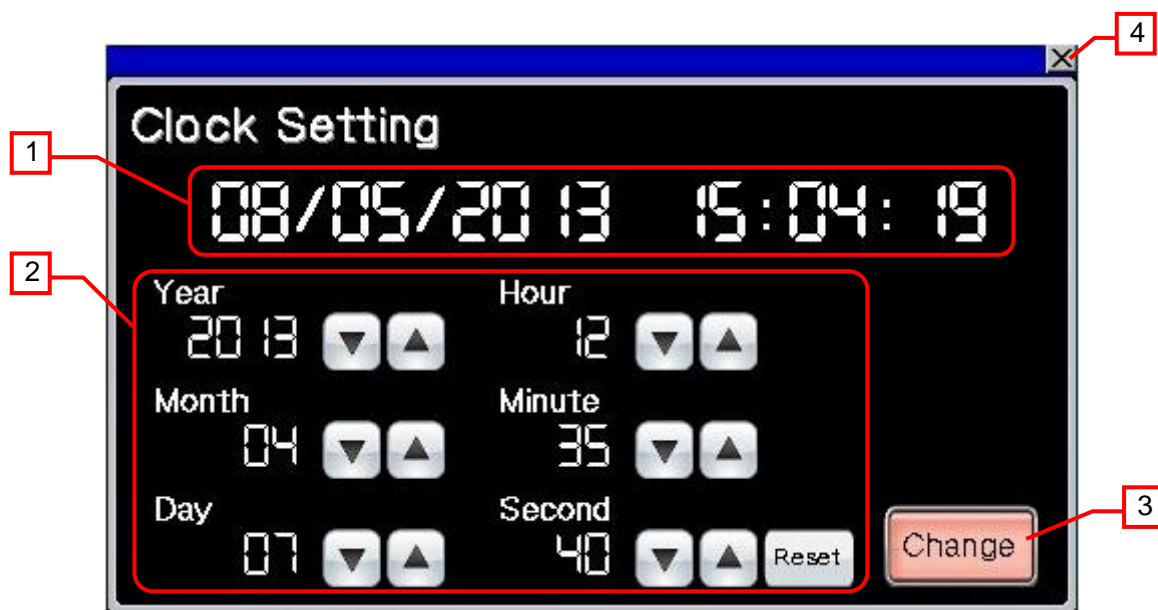 4
Clock Setting
1
08/05/2013 15:04:19
2
Year
2013
Hour
12
Month
04
Minute
35
Day
07
Second
40
Reset
Change
3